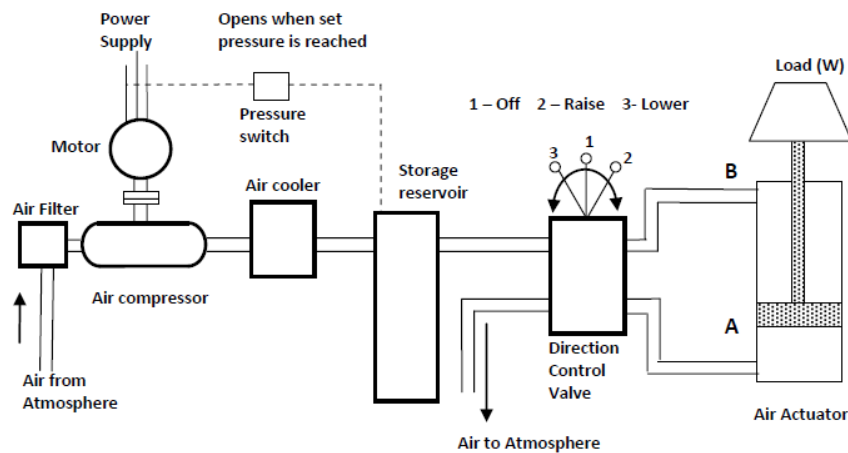 Power
Supply
Opens when set
pressure is reached
Load (W)
1 – Off 2 – Raise 3- Lower
Pressure
switch
Motor
1
3
2
Storage
reservoir
B
Air cooler
Air Filter
Air compressor
A
Direction
Control
Valve
Air from
Atmosphere
Air Actuator
Air to Atmosphere